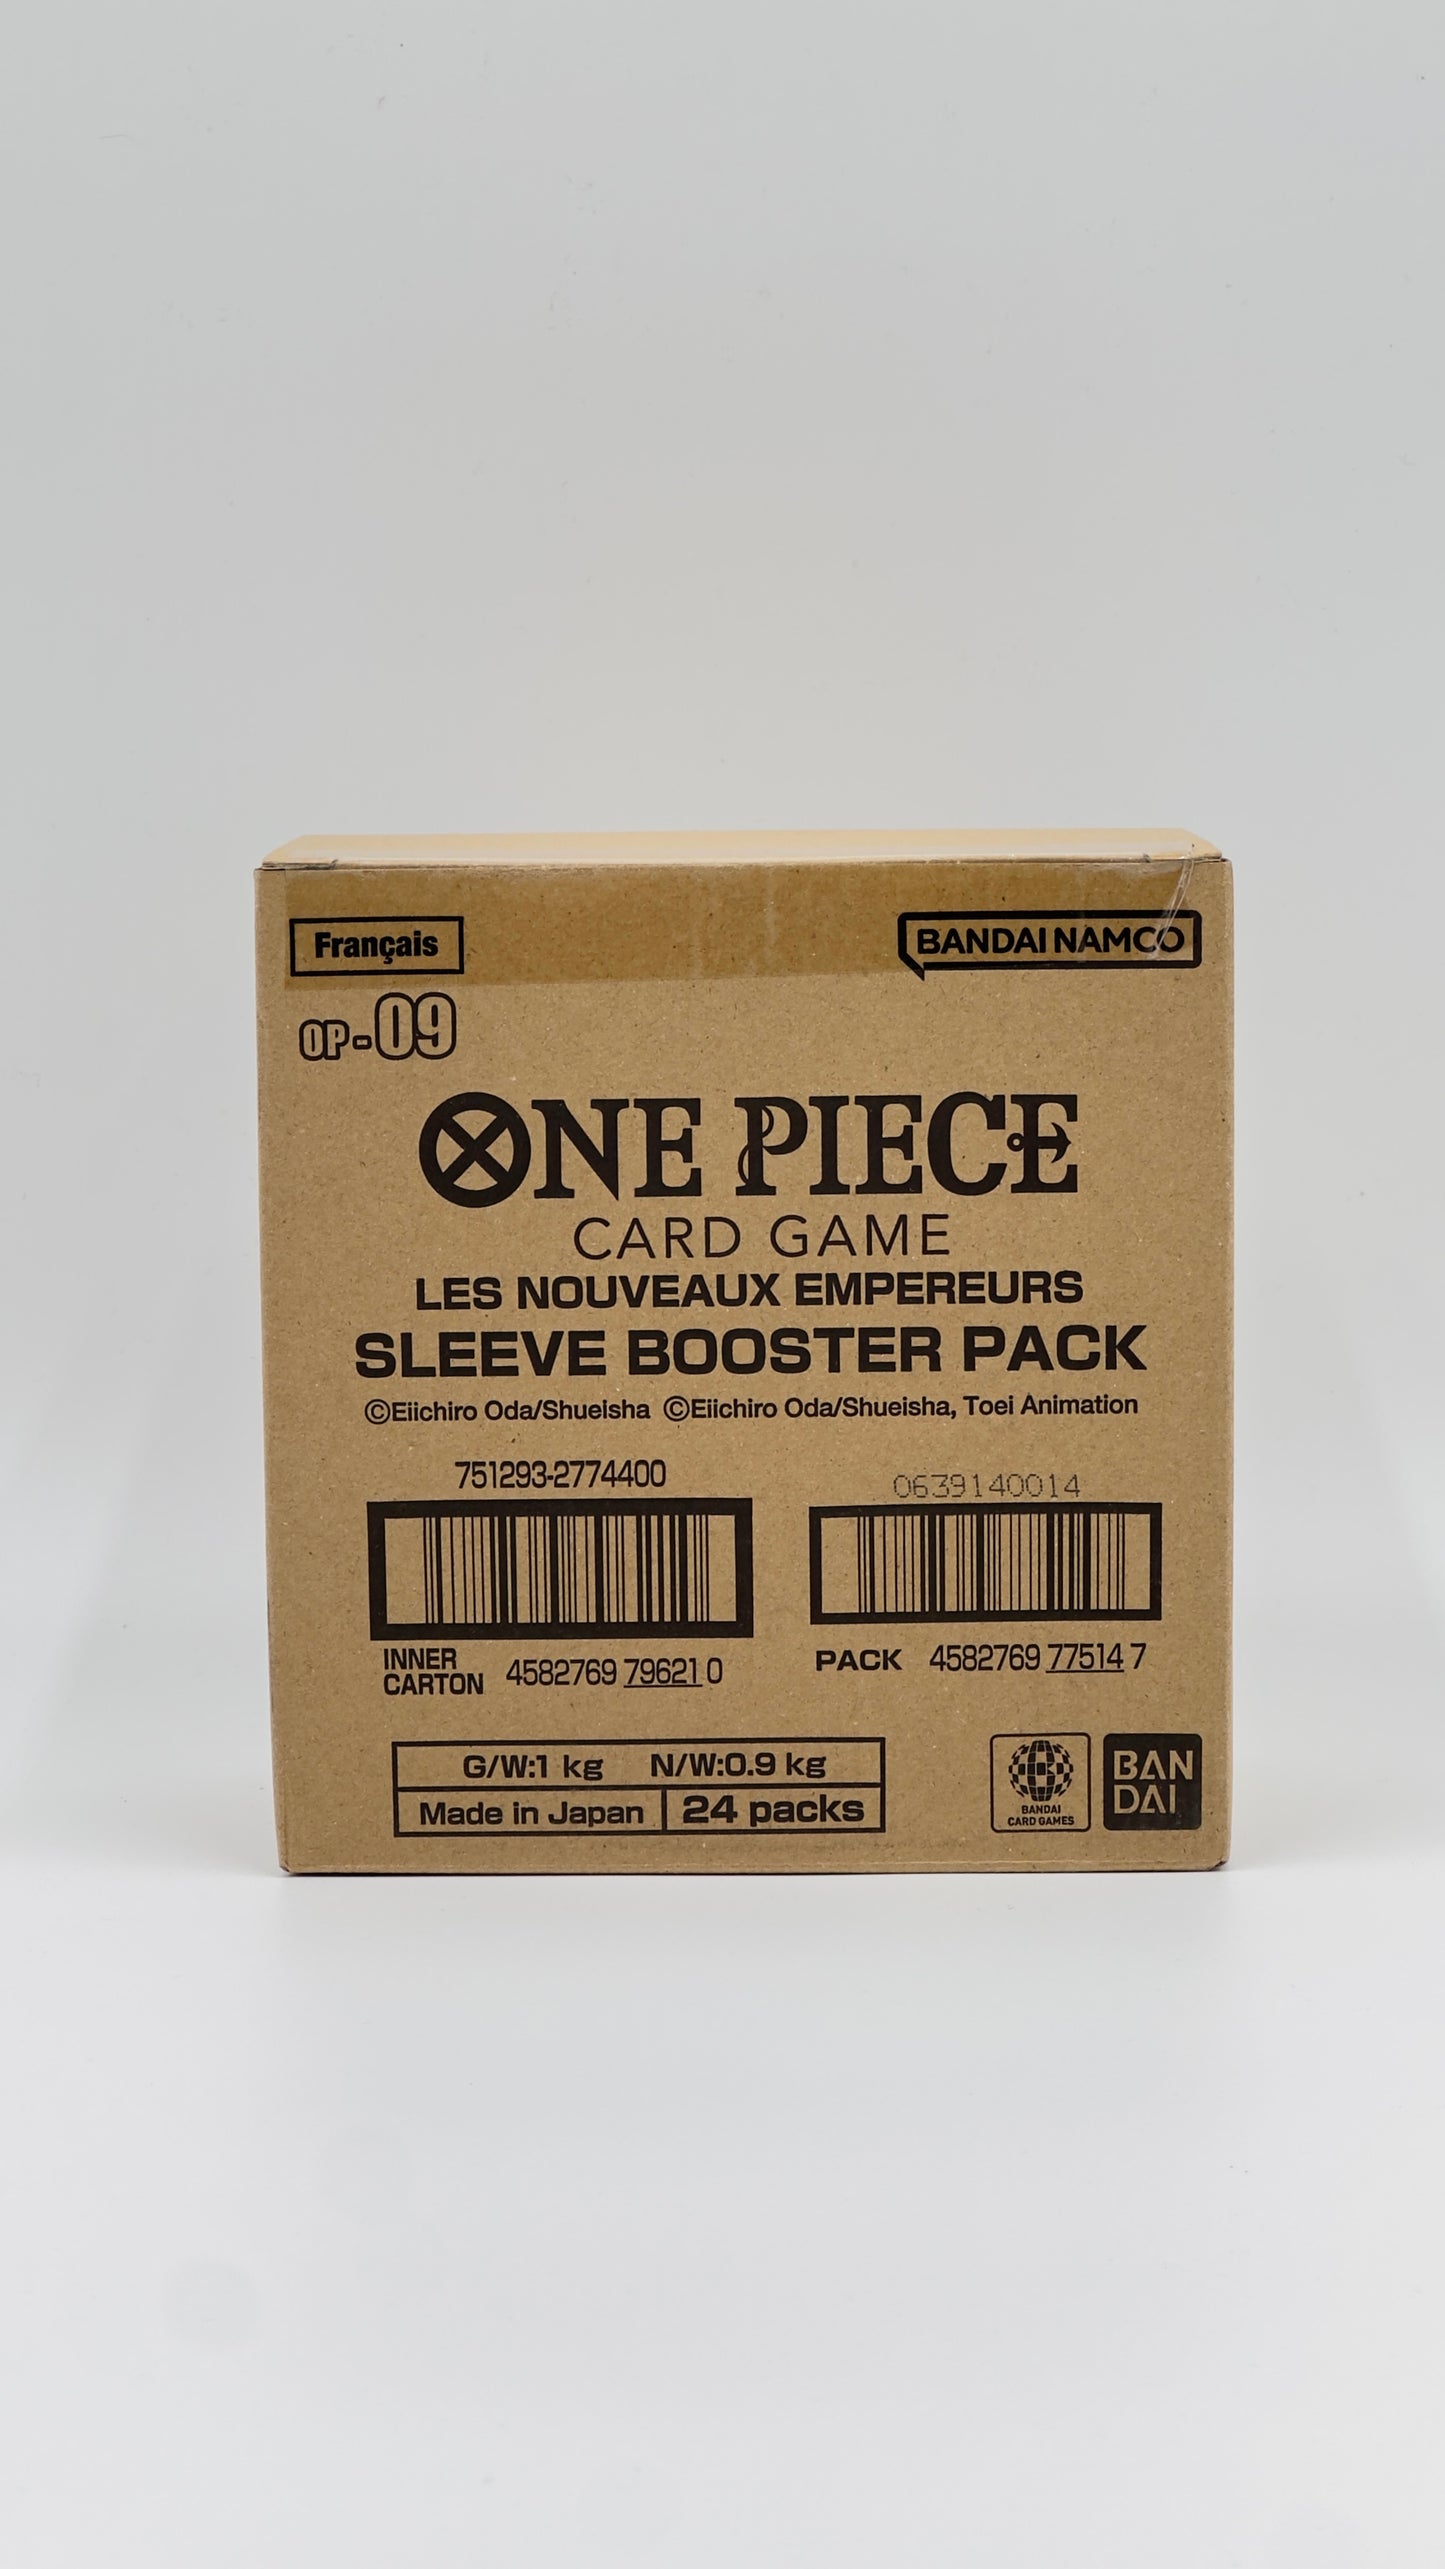 Français
BANDAI NAMCO
OP-09
ONE PIECE
CARD GAME
LES NOUVEAUX EMPEREURS
SLEEVE BOOSTER PACK
©Eiichiro Oda/Shueisha ©Eiichiro Oda/Shueisha, Toei Animation
751293-2774400
0639140014
INNER CARTON 4582769 79621 0
PACK 4582769 77514 7
G/W:1 kg N/W:0.9 kg
Made in Japan 24 packs
BANDAI
CARD GAMES
BAN
DAI